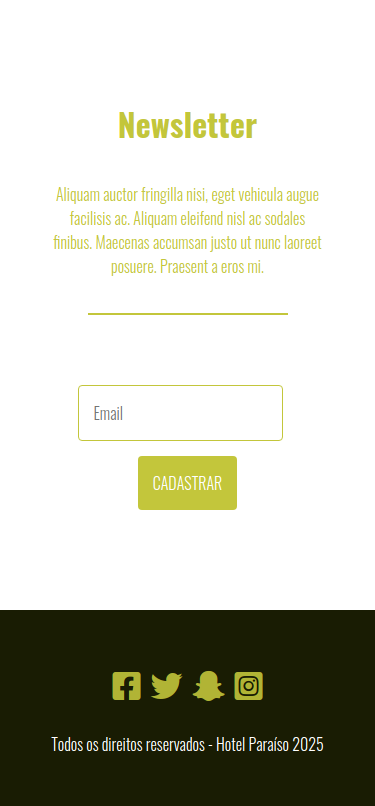 Newsletter
Aliquam auctor fringilla nisi, eget vehicula augue
facilisis ac. Aliquam eleifend nisl ac sodales
finibus. Maecenas accumsan justo ut nunc laoreet
posuere. Praesent a eros mi.
Email
CADASTRAR
Todos os direitos reservados - Hotel Paraíso 2025